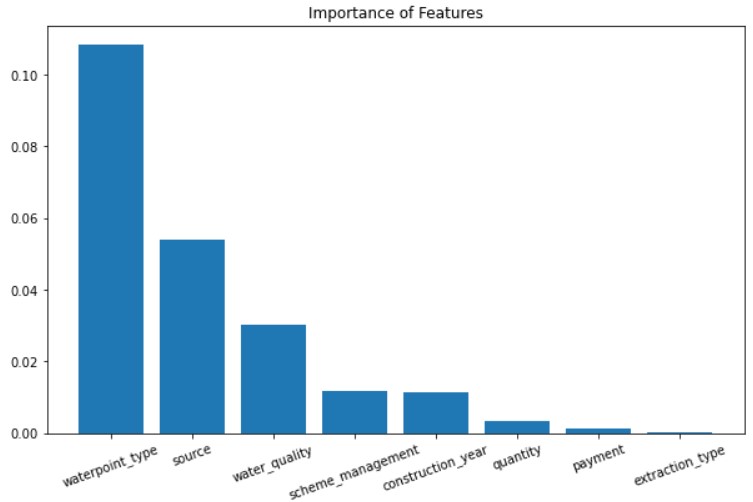 Importance of Features
0.10
0.08
0.06
0.04
0.02
0.00
waterpoint_type
source
water_quality
scheme_management
construction_year
quantity
payment
extraction_type